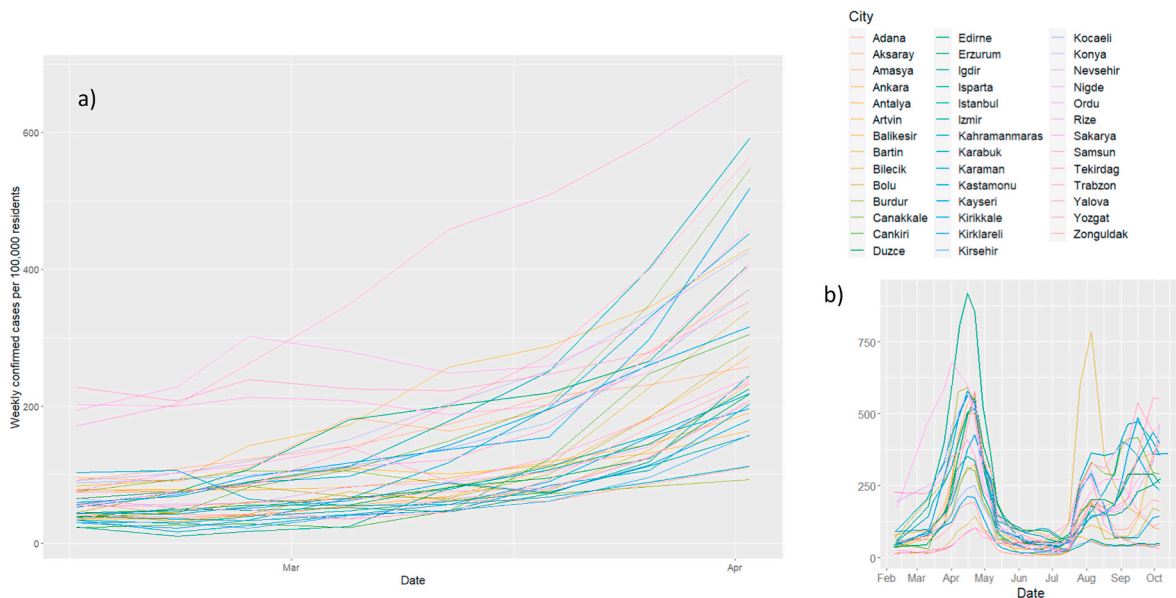 a)
Weekly confirmed cases per 100,000 residents
600
400
200
0
Mar
Apr
Date
City
Adana
Aksaray
Amasya
Ankara
Antalya
Artvin
Balikesir
Bartin
Bilecik
Bolu
Burdur
Canakkale
Cankiri
Duzce
Edirne
Erzurum
Igdir
Isparta
Istanbul
Izmir
Kahramanmaras
Karabuk
Karaman
Kastamonu
Kayseri
Kirikkale
Kirklareli
Kirsehir
Kocaeli
Konya
Nevsehir
Nigde
Ordu
Rize
Sakarya
Samsun
Tekirdag
Trabzon
Yalova
Yozgat
Zonguldak
b)
750
500
250
0
Feb Mar Apr May Jun Jul Aug Sep Oct
Date